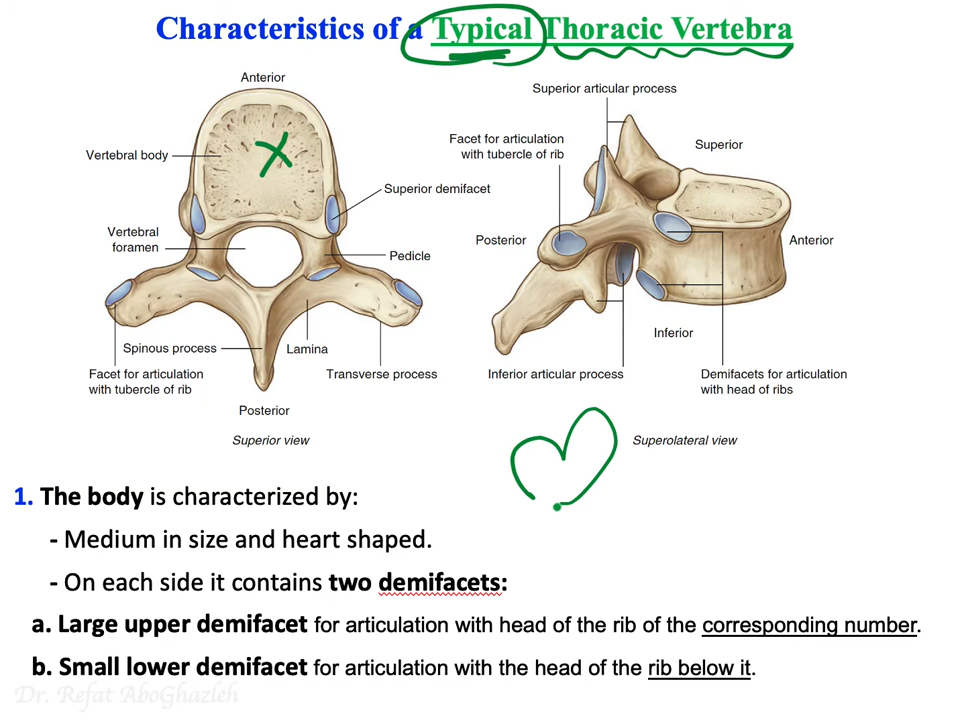 Characteristics of a Typical Thoracic Vertebra
Anterior
Vertebral body
Superior demifacet
Vertebral
foramen
Pedicle
Spinous process
Lamina
Facet for articulation
with tubercle of rib
Transverse process
Posterior
Superior view
Superior articular process
Facet for articulation
with tubercle of rib
Superior
Posterior
Anterior
Inferior
Inferior articular process
Demifacets for articulation
with head of ribs
Superolateral view
1. The body is characterized by:
- Medium in size and heart shaped.
- On each side it contains two demifacets:
a. Large upper demifacet for articulation with head of the rib of the corresponding number.
b. Small lower demifacet for articulation with the head of the rib below it.
Dr. Refat AboGhazleh